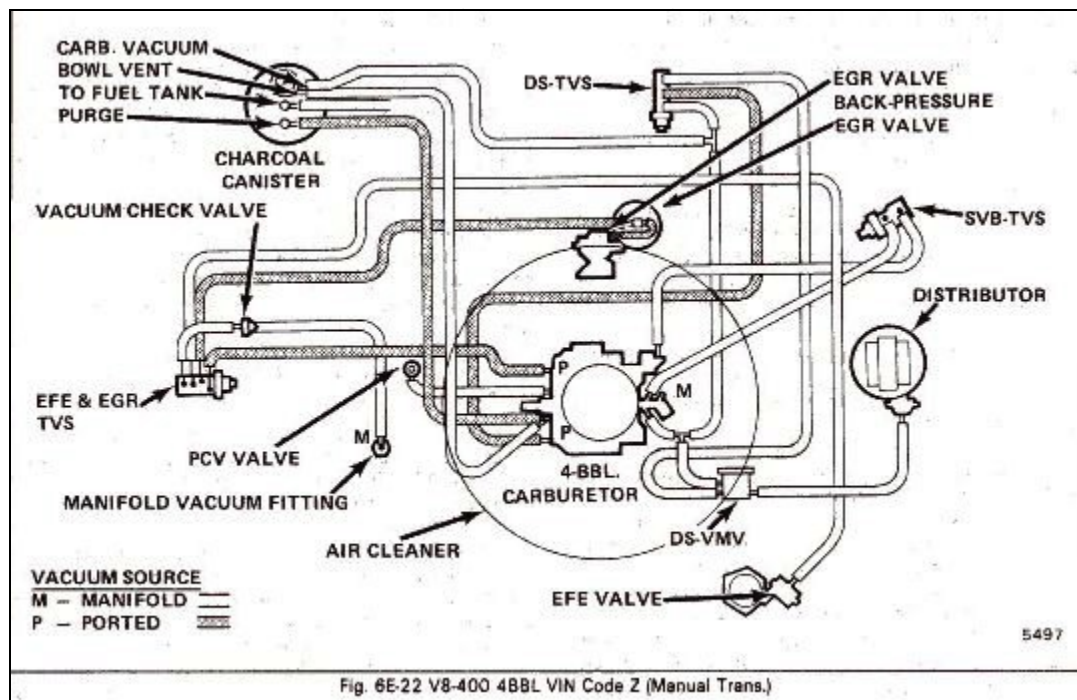 CARB. VACUUM
BOWL VENT
TO FUEL TANK
PURGE
CHARCOAL
CANISTER
VACUUM CHECK VALVE
DS-TVS
EGR VALVE
BACK-PRESSURE
EGR VALVE
SVB-TVS
DISTRIBUTOR
EFE & EGR
TVS
P
M
M
P
PCV VALVE
MANIFOLD VACUUM FITTING
4-BBL.
CARBURETOR
AIR CLEANER
DS-VMV
EFE VALVE
VACUUM SOURCE
M – MANIFOLD
P – PORTED
5497
Fig. 6E-22 V8-400 4BBL VIN Code Z (Manual Trans.)